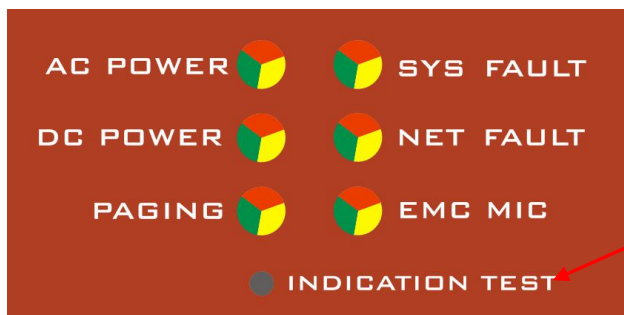 AC POWER SYS FAULT
DC POWER NET FAULT
PAGING EMC MIC
INDICATION TEST